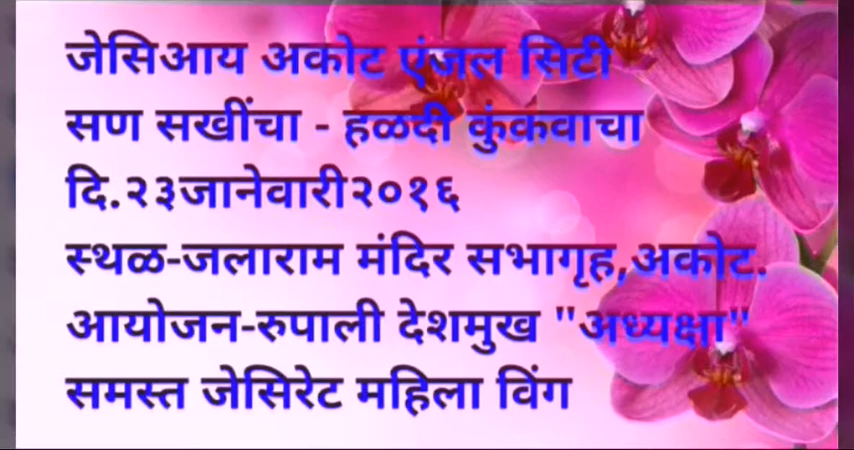 जेसिआय अकोट एंजल सिटी
सण सखींचा - हळदी कुंकवाचा
दि.२३जानेवारी२०१६
स्थळ-जलाराम मंदिर सभागृह,अकोट.
आयोजन-रुपाली देशमुख "अध्यक्षा"
समस्त जेसिरेट महिला विंग